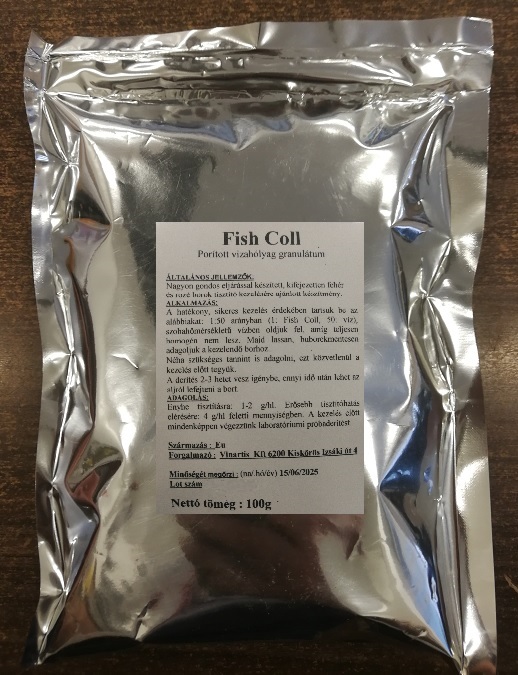 Fish Coll
Porított vizahólyag granulátum
ÁLTALÁNOS JELLEMZŐK:
Nagyon gondos eljárással készített, kifejezetten fehér
és rozé borok tisztító kezelésére ajánlott készítmény.
ALKALMAZÁS:
A hatékony, sikeres kezelés érdekében tartsuk be az
alábbiakat: 1:50 arányban (1: Fish Coll, 50: víz),
szobahőmérsékletű vízben oldjuk fel, amíg teljesen
homogén nem lesz. Majd lassan, buborékmentesen
adagoljuk a kezelendő borhoz.
Néha szükséges tannint is adagolni, ezt közvetlenül a
kezelés előtt tegyük.
A derítés 2-3 hetet vesz igénybe, ennyi idő után lehet az
aljról lefejteni a bort.
ADAGOLÁS:
Enyhe tisztításra: 1-2 g/hl. Erősebb tisztítóhatás
elérésére: 4 g/hl feletti mennyiségben. A kezelés előtt
mindenképpen végezzünk laboratóriumi próbaderítést
Származás : Eu
Forgalmazó : Vinartis Kft 6200 Kiskőrös Izsáki út 4
Minőségét megőrzi : (nn/.hó/év) 15/06/2025
Lot szám
Nettó tömeg : 100g